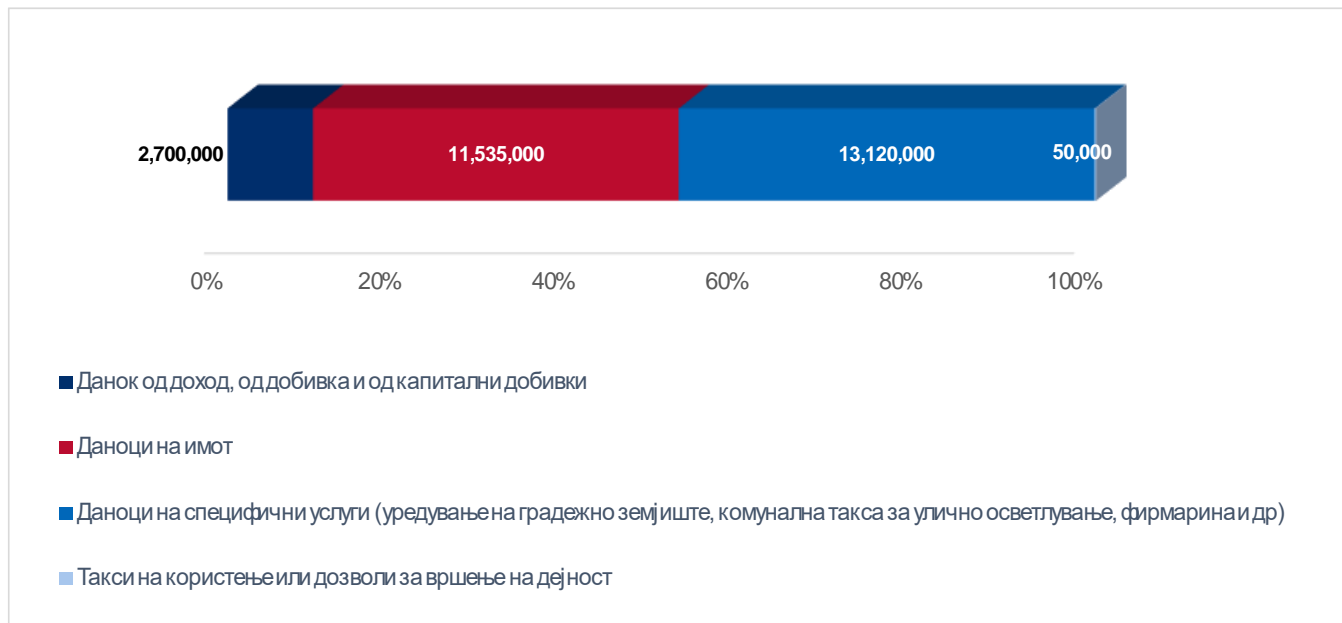 2,700,000 11,535,000 13,120,000 50,000
0% 20% 40% 60% 80% 100%
Данок од доход, од добивка и од капитални добивки
Даноци на имот
Даноци на специфични услуги (уредување на градежно земјиште, комунална такса за улично осветлување, фирмарина и др)
Такси на користење или дозволи за вршење на дејност